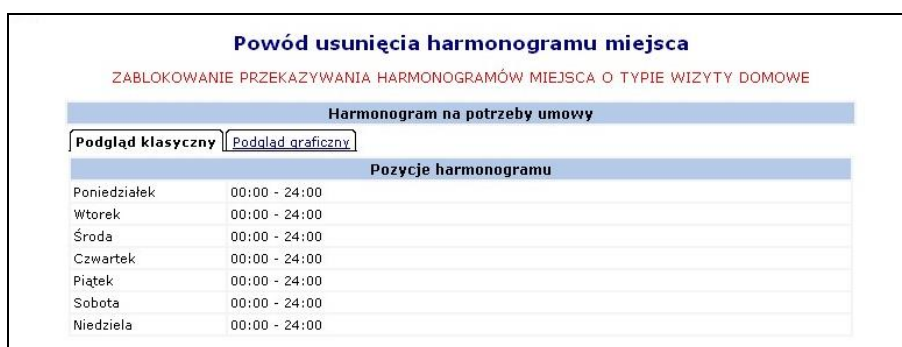 Powód usunięcia harmonogramu miejsca
ZABLOKOWANIE PRZEKAZYWANIA HARMONOGRAMÓW MIEJSCA O TYPIE WIZYTY DOMOWE
Harmonogram na potrzeby umowy
Podgląd klasyczny Podgląd graficzny
Pozycje harmonogramu
Poniedziałek 00:00 - 24:00
Wtorek 00:00 - 24:00
Środa 00:00 - 24:00
Czwartek 00:00 - 24:00
Piątek 00:00 - 24:00
Sobota 00:00 - 24:00
Niedziela 00:00 - 24:00